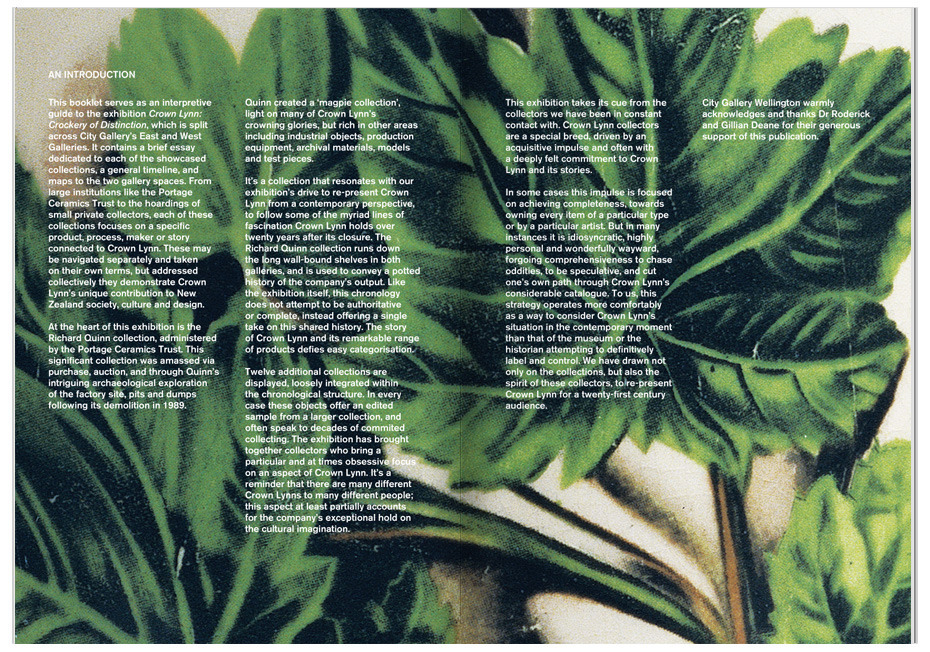 AN INTRODUCTION
This booklet serves as an interpretive
guide to the exhibition Crown Lynn:
Crockery of Distinction, which is split
across City Gallery's East and West
Galleries. It contains a brief essay
dedicated to each of the showcased
collections, a general timeline, and
maps to the two gallery spaces. From
large institutions like the Portage
Ceramics Trust to the hoardings of
small private collectors, each of these
collections focuses on a specific
product, process, maker or story
connected to Crown Lynn. These may
be navigated separately and taken
on their own terms, but addressed
collectively they demonstrate Crown
Lynn's unique contribution to New
Zealand society, culture and design.
At the heart of this exhibition is the
Richard Quinn collection, administered
by the Portage Ceramics Trust. This
significant collection was amassed via
purchase, auction, and through Quinn's
intriguing archaeological exploration
of the factory site, pits and dumps
following its demolition in 1989.
Quinn created a 'magpie collection',
light on many of Crown Lynn's
crowning glories, but rich in other areas
including industrial objects, production
equipment, archival materials, models
and test pieces.
It's a collection that resonates with our
exhibition's drive to re-present Crown
Lynn from a contemporary perspective,
to follow some of the myriad lines of
fascination Crown Lynn holds over
twenty years after its closure. The
Richard Quinn collection runs down
the long wall-bound shelves in both
galleries, and is used to convey a potted
history of the company's output. Like
the exhibition itself, this chronology
does not attempt to be authoritative
or complete, instead offering a single
take on this shared history. The story
of Crown Lynn and its remarkable range
of products defies easy categorisation.
Twelve additional collections are
displayed, loosely integrated within
the chronological structure. In every
case these objects offer an edited
sample from a larger collection, and
often speak to decades of commited
collecting. The exhibition has brought
together collectors who bring a
particular and at times obsessive focus
on an aspect of Crown Lynn. It's a
reminder that there are many different
Crown Lynns to many different people;
this aspect at least partially accounts
for the company's exceptional hold on
the cultural imagination.
This exhibition takes its cue from the
collectors we have been in constant
contact with. Crown Lynn collectors
are a special breed, driven by an
acquisitive impulse and often with
a deeply felt commitment to Crown
Lynn and its stories.
In some cases this impulse is focused
on achieving completeness, towards
owning every item of a particular type
or by a particular artist. But in many
instances it is idiosyncratic, highly
personal and wonderfully wayward,
forgoing comprehensiveness to chase
oddities, to be speculative, and cut
one's own path through Crown Lynn's
considerable catalogue. To us, this
strategy operates more comfortably
as a way to consider Crown Lynn's
situation in the contemporary moment
than that of the museum or the
historian attempting to definitively
label and control. We have drawn not
only on the collections, but also the
spirit of these collectors, to re-present
Crown Lynn for a twenty-first century
audience.
City Gallery Wellington warmly
acknowledges and thanks Dr Roderick
and Gillian Deane for their generous
support of this publication.